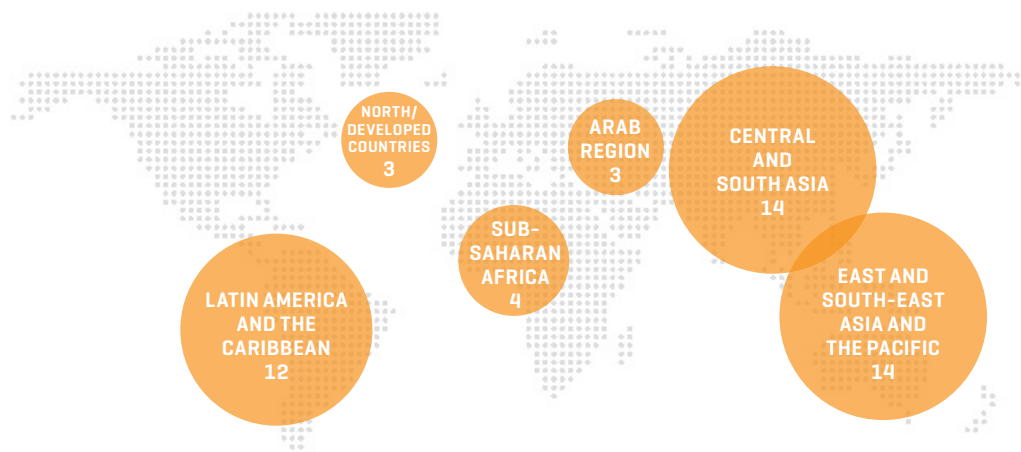 NORTH/
DEVELOPED
COUNTRIES
3
ARAB
REGION
3
CENTRAL
AND
SOUTH ASIA
14
SUB-
SAHARAN
AFRICA
4
LATIN AMERICA
AND THE
CARIBBEAN
12
EAST AND
SOUTH-EAST
ASIA AND
THE PACIFIC
14